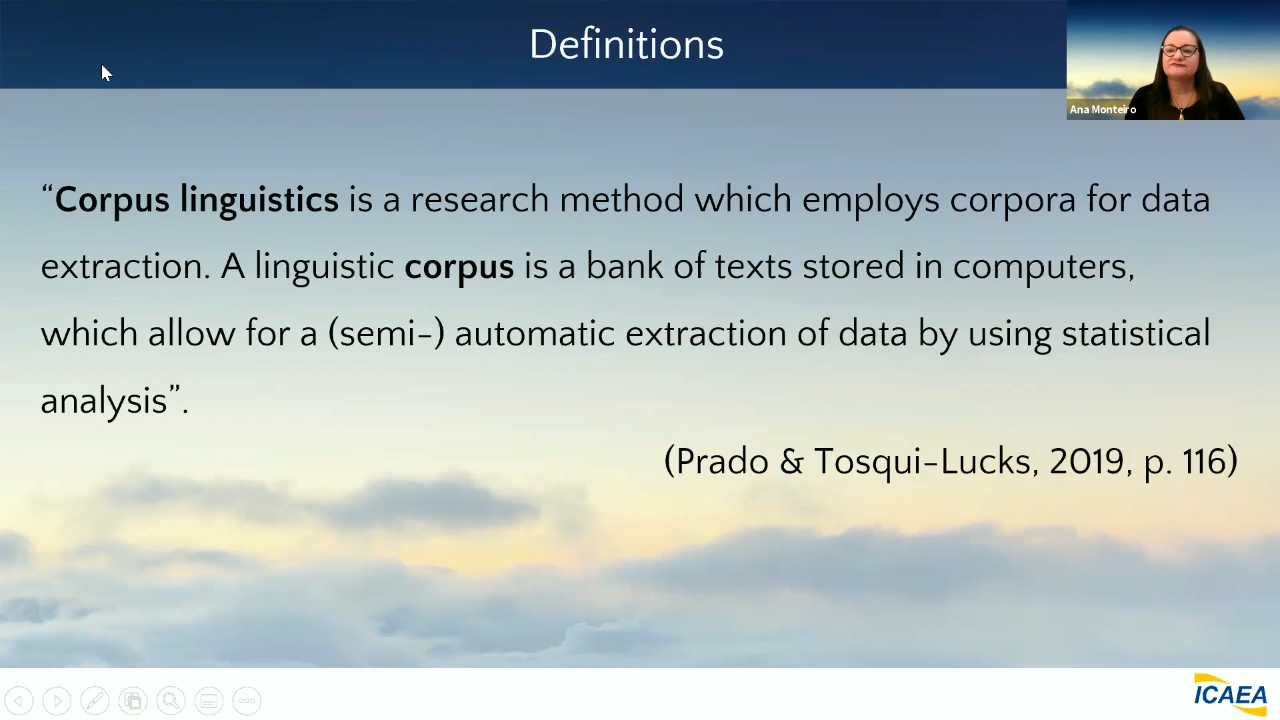 Definitions
Ana Monteiro
“Corpus linguistics is a research method which employs corpora for data
extraction. A linguistic corpus is a bank of texts stored in computers,
which allow for a (semi-) automatic extraction of data by using statistical
analysis”.
(Prado & Tosqui-Lucks, 2019, p. 116)
ICAEA